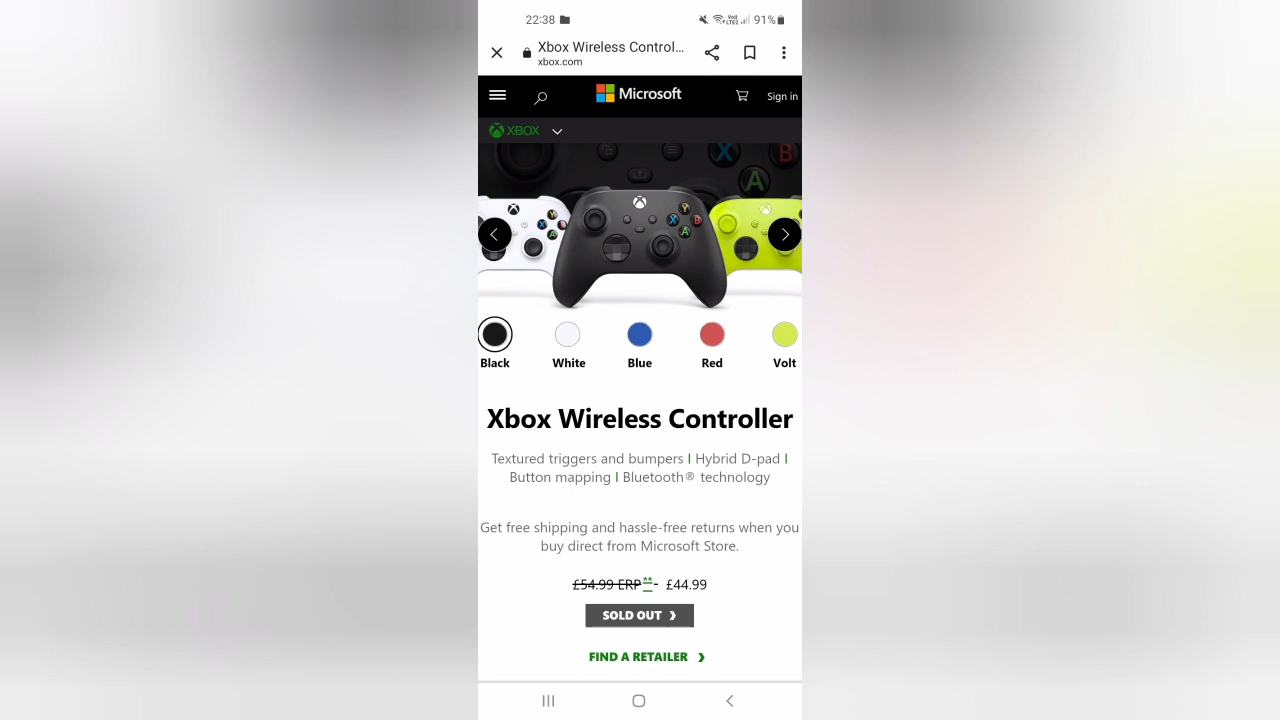 22:38
91%
Xbox Wireless Control...
xbox.com
Microsoft
Sign in
XBOX
X B
A
Y
X B
A
Black White Blue Red Volt
Xbox Wireless Controller
Textured triggers and bumpers I Hybrid D-pad I
Button mapping I Bluetooth® technology
Get free shipping and hassle-free returns when you
buy direct from Microsoft Store.
£54.99 ERP**- £44.99
SOLD OUT ❯
FIND A RETAILER ❯